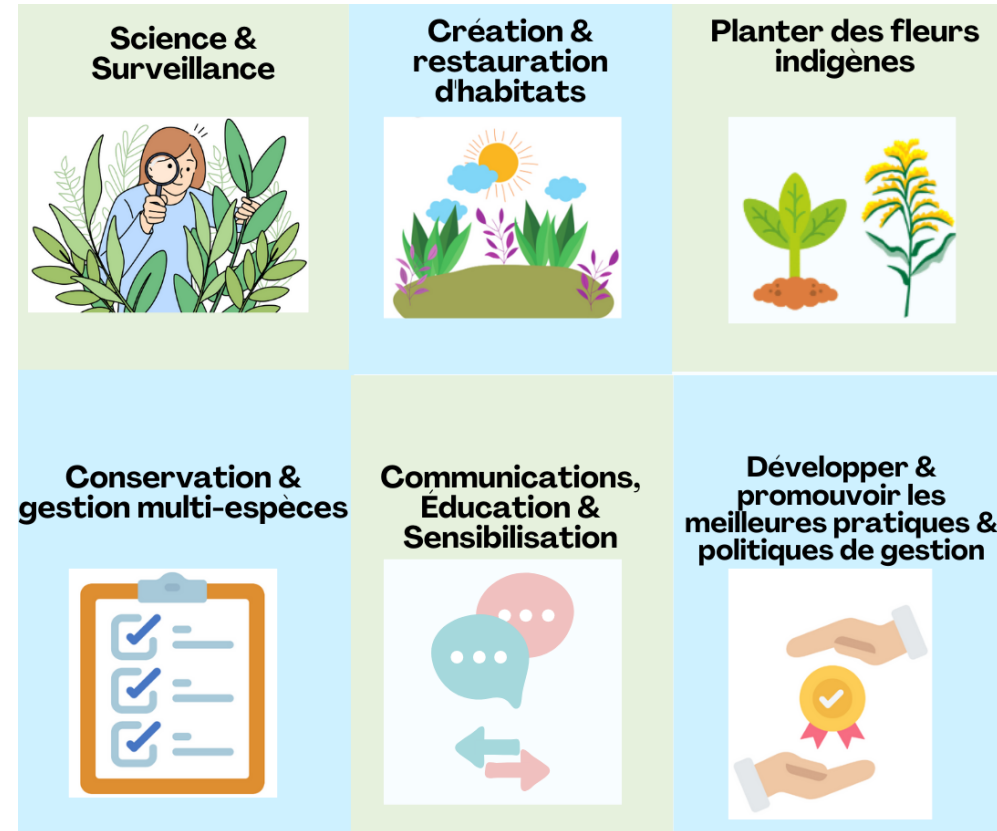 Science &
Surveillance
Création &
restauration
d'habitats
Planter des fleurs
indigènes
Conservation &
gestion multi-espèces
Communications,
Éducation &
Sensibilisation
Développer &
promouvoir les
meilleures pratiques &
politiques de gestion